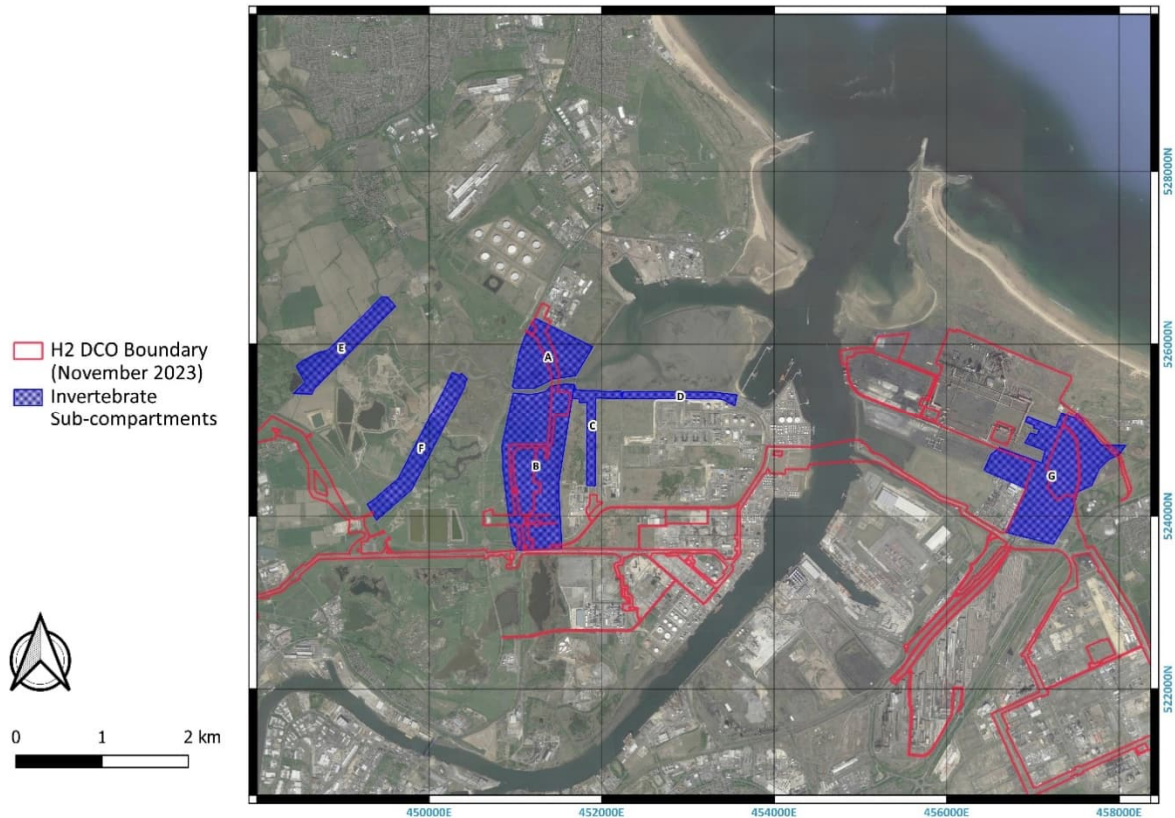 H2 DCO Boundary
(November 2023)
Invertebrate
Sub-compartments
0 1 2 km
E
A
F
D
C
B
G
528000N
526000N
524000N
522000N
450000E 452000E 454000E 456000E 458000E